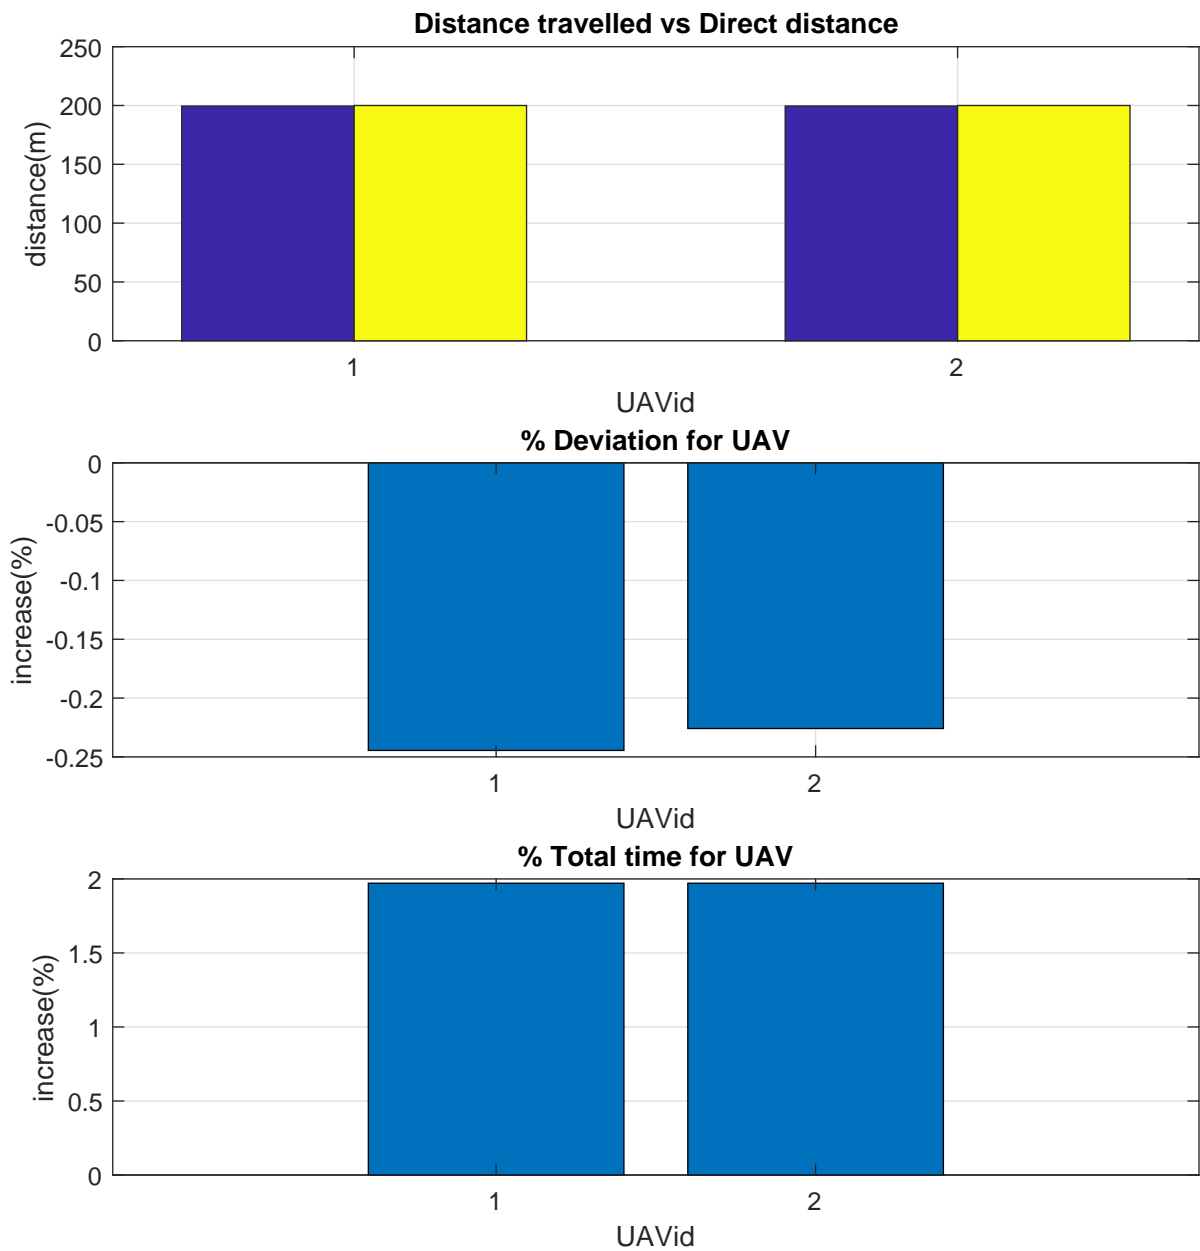 Distance travelled vs Direct distance
250
200
150
100
50
0
distance(m)
1
2
UAVid
% Deviation for UAV
0
-0.05
-0.1
-0.15
-0.2
-0.25
increase(%)
1
2
UAVid
% Total time for UAV
2
1.5
1
0.5
0
increase(%)
1
2
UAVid